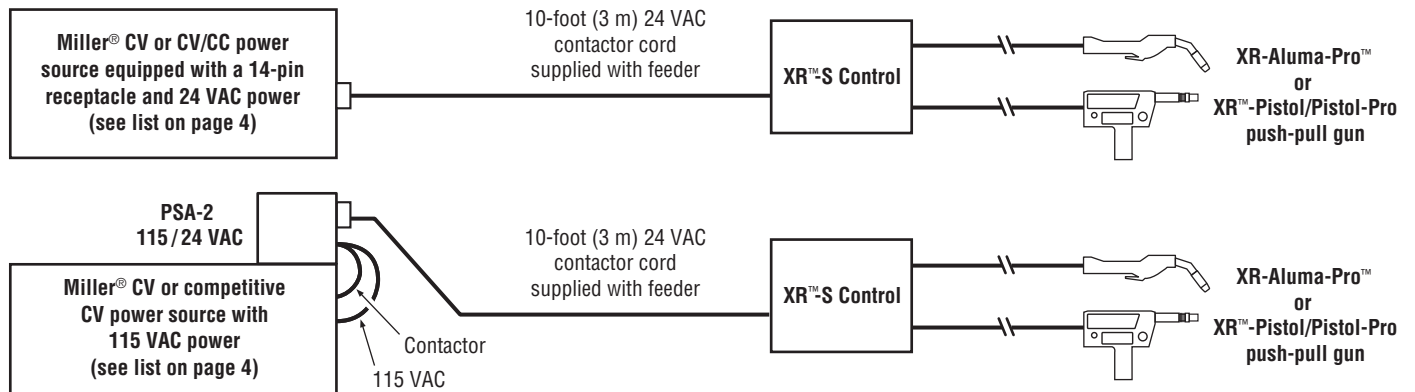 Miller® CV or CV/CC power
source equipped with a 14-pin
receptacle and 24 VAC power
(see list on page 4)
10-foot (3 m) 24 VAC
contactor cord
supplied with feeder
XR™-S Control
XR-Aluma-Pro™
or
XR™-Pistol/Pistol-Pro
push-pull gun
PSA-2
115/24 VAC
Miller® CV or competitive
CV power source with
115 VAC power
(see list on page 4)
Contactor
115 VAC
10-foot (3 m) 24 VAC
contactor cord
supplied with feeder
XR™-S Control
XR-Aluma-Pro™
or
XR™-Pistol/Pistol-Pro
push-pull gun